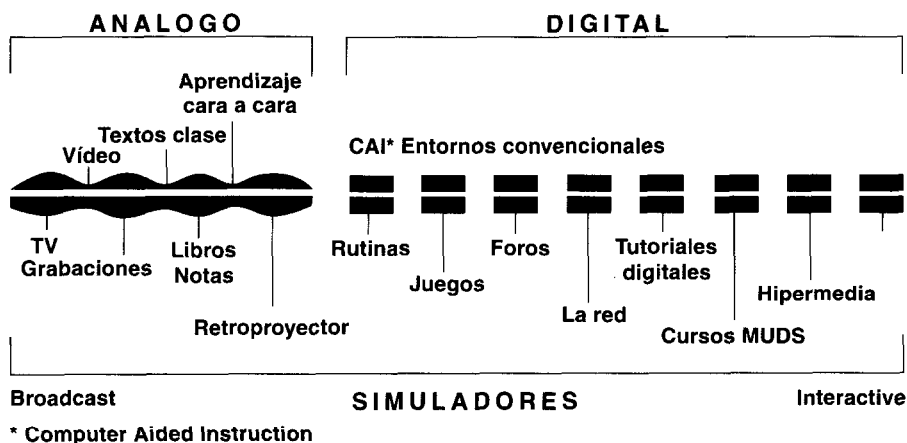 ANALOGO
DIGITAL
Aprendizaje
cara a cara
Textos clase
Vídeo
CAI* Entornos convencionales
TV
Grabaciones
Libros
Notas
Retroproyector
Rutinas
Juegos
Foros
La red
Tutoriales
digitales
Cursos MUDS
Hipermedia
Broadcast
SIMULADORES
Interactive
* Computer Aided Instruction